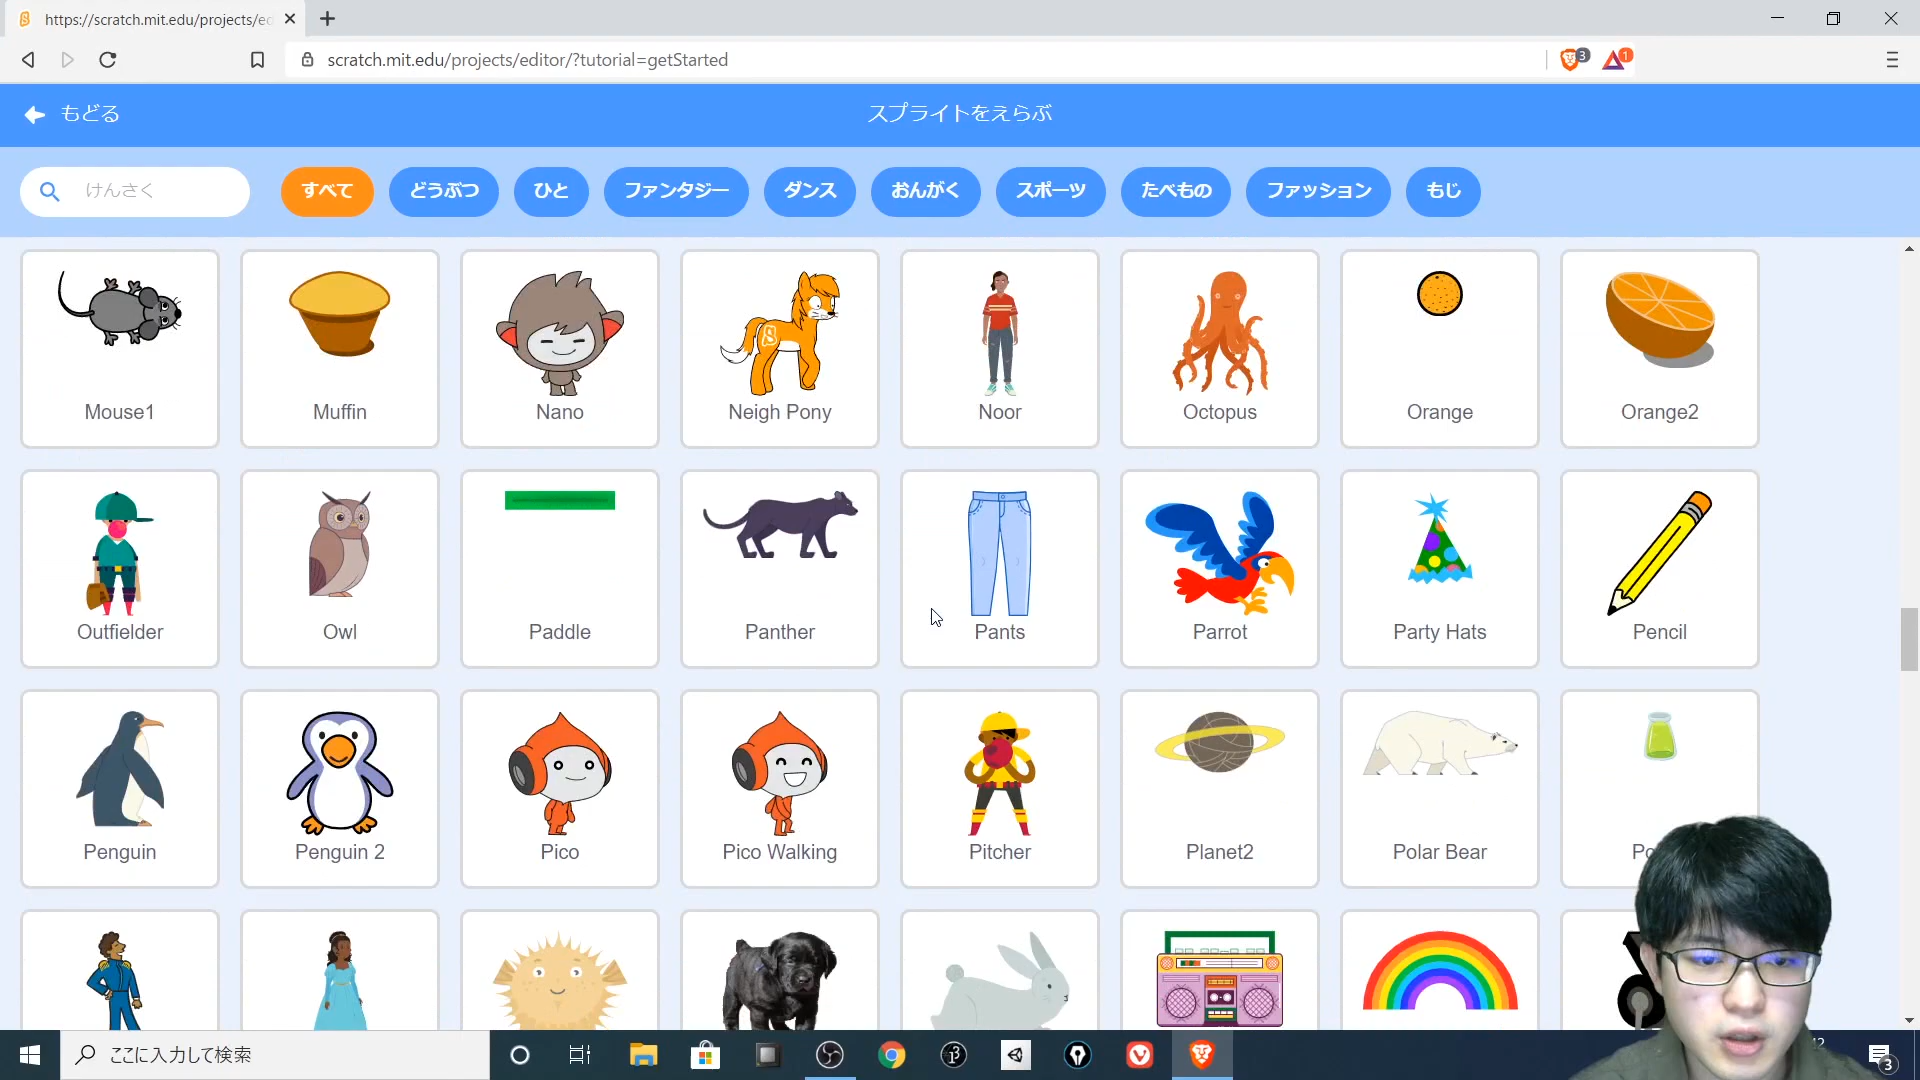 https://scratch.mit.edu/projects/ed
scratch.mit.edu/projects/editor/?tutorial=getStarted
3
1
もどる
スプライトをえらぶ
けんさく
すべて
どうぶつ
ひと
ファンタジー
ダンス
おんがく
スポーツ
たべもの
ファッション
もじ
Mouse1
Muffin
Nano
Neigh Pony
Noor
Octopus
Orange
Orange2
Outfielder
Owl
Paddle
Panther
Pants
Parrot
Party Hats
Pencil
Penguin
Penguin 2
Pico
Pico Walking
Pitcher
Planet2
Polar Bear
ここに入力して検索
3